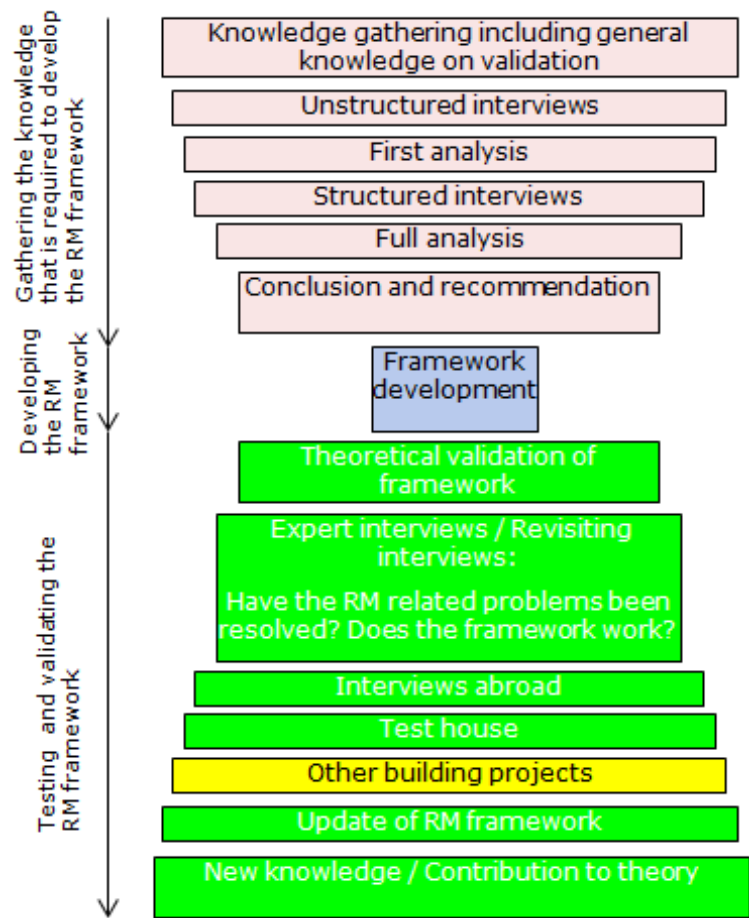 Gathering the knowledge
that is required to develop
the RM framework
Knowledge gathering including general
knowledge on validation
Unstructured interviews
First analysis
Structured interviews
Full analysis
Conclusion and recommendation
Developing
the RM
framework
Framework
development
Testing and validating the
RM framework
Theoretical validation of
framework
Expert interviews / Revisiting
interviews:
Have the RM related problems been
resolved? Does the framework work?
Interviews abroad
Test house
Other building projects
Update of RM framework
New knowledge / Contribution to theory